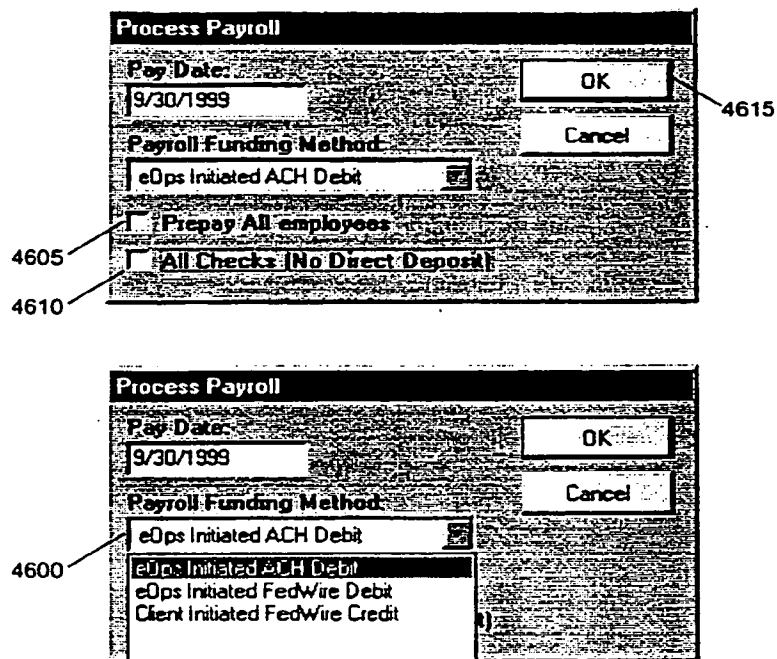 Process Payroll
Pay Date:
9/30/1999
OK
4615
Cancel
Payroll Funding Method:
eOps Initiated ACH Debit
4605
Prepay All employees
4610
All Checks (No Direct Deposit)
Process Payroll
Pay Date:
9/30/1999
OK
Cancel
Payroll Funding Method:
eOps Initiated ACH Debit
4600
eOps Initiated ACH Debit
eOps Initiated FedWire Debit
Client Initiated FedWire Credit
t)